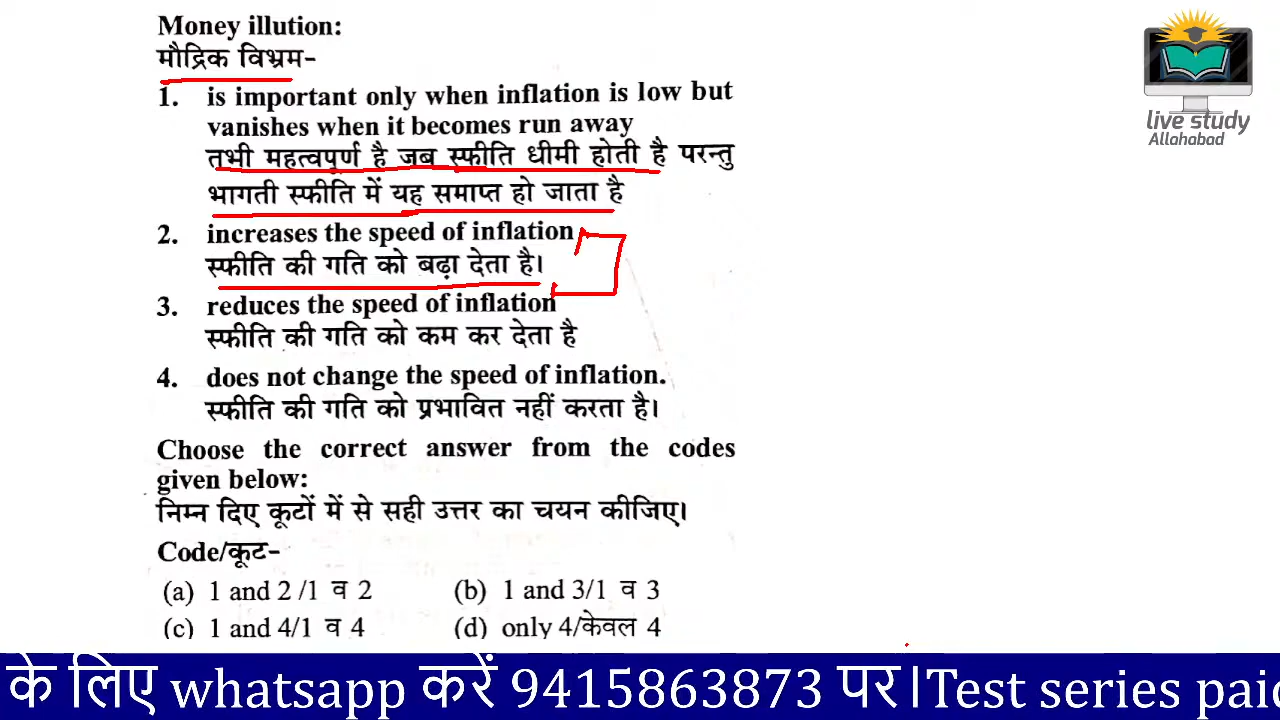 Money illution:
मौद्रिक विभ्रम-
1. is important only when inflation is low but
vanishes when it becomes run away
तभी महत्वपूर्ण है जब स्फीति धीमी होती है परन्तु
भागती स्फीति में यह समाप्त हो जाता है
2. increases the speed of inflation
स्फीति की गति को बढ़ा देता है।
3. reduces the speed of inflation
स्फीति की गति को कम कर देता है
4. does not change the speed of inflation.
स्फीति की गति को प्रभावित नहीं करता है।
Choose the correct answer from the codes
given below:
निम्न दिए कूटों में से सही उत्तर का चयन कीजिए।
Code/कूट-
(a) 1 and 2 /1 व 2 (b) 1 and 3/1 व 3
(c) 1 and 4/1 व 4 (d) only 4/केवल 4
live study
Allahabad
के लिए whatsapp करें 9415863873 पर।Test series paid